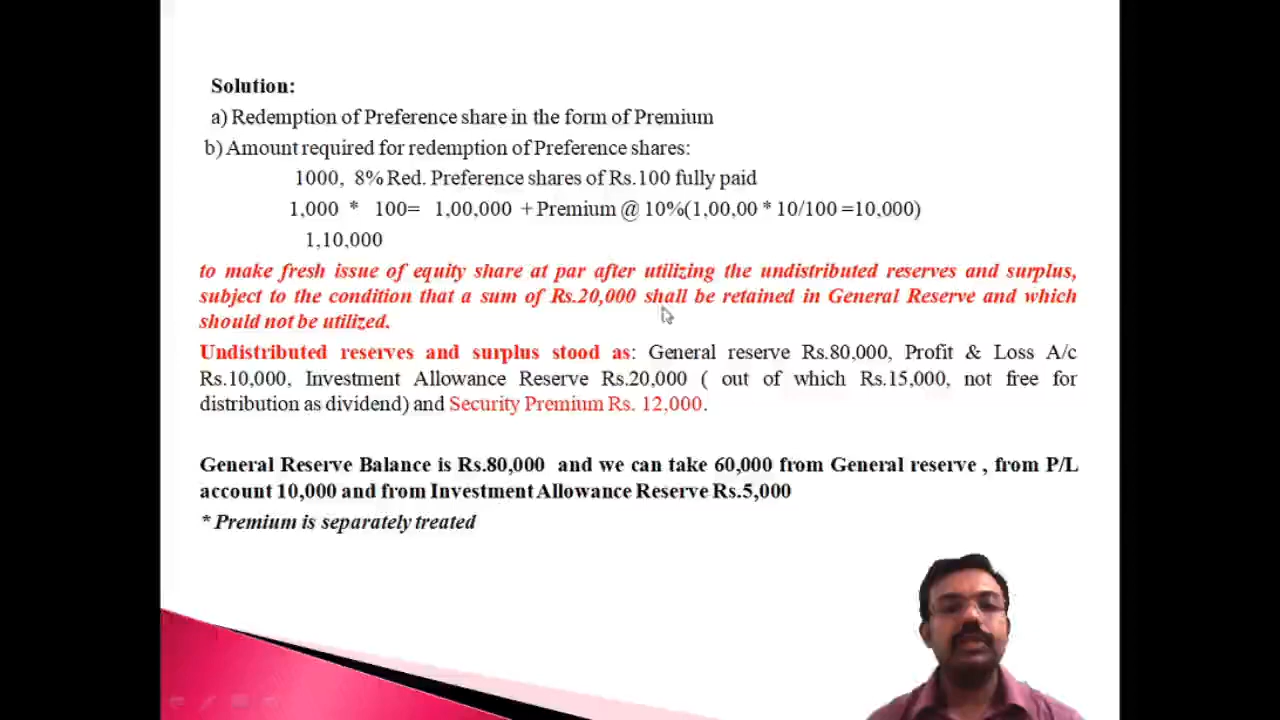 Solution:
a) Redemption of Preference share in the form of Premium
b) Amount required for redemption of Preference shares:
1000, 8% Red. Preference shares of Rs.100 fully paid
1,000 * 100= 1,00,000 + Premium @ 10%(1,00,00 * 10/100 =10,000)
1,10,000
to make fresh issue of equity share at par after utilizing the undistributed reserves and surplus,
subject to the condition that a sum of Rs.20,000 shall be retained in General Reserve and which
should not be utilized.
Undistributed reserves and surplus stood as: General reserve Rs.80,000, Profit & Loss A/c
Rs.10,000, Investment Allowance Reserve Rs.20,000 ( out of which Rs.15,000, not free for
distribution as dividend) and Security Premium Rs. 12,000.
General Reserve Balance is Rs.80,000 and we can take 60,000 from General reserve , from P/L
account 10,000 and from Investment Allowance Reserve Rs.5,000
* Premium is separately treated